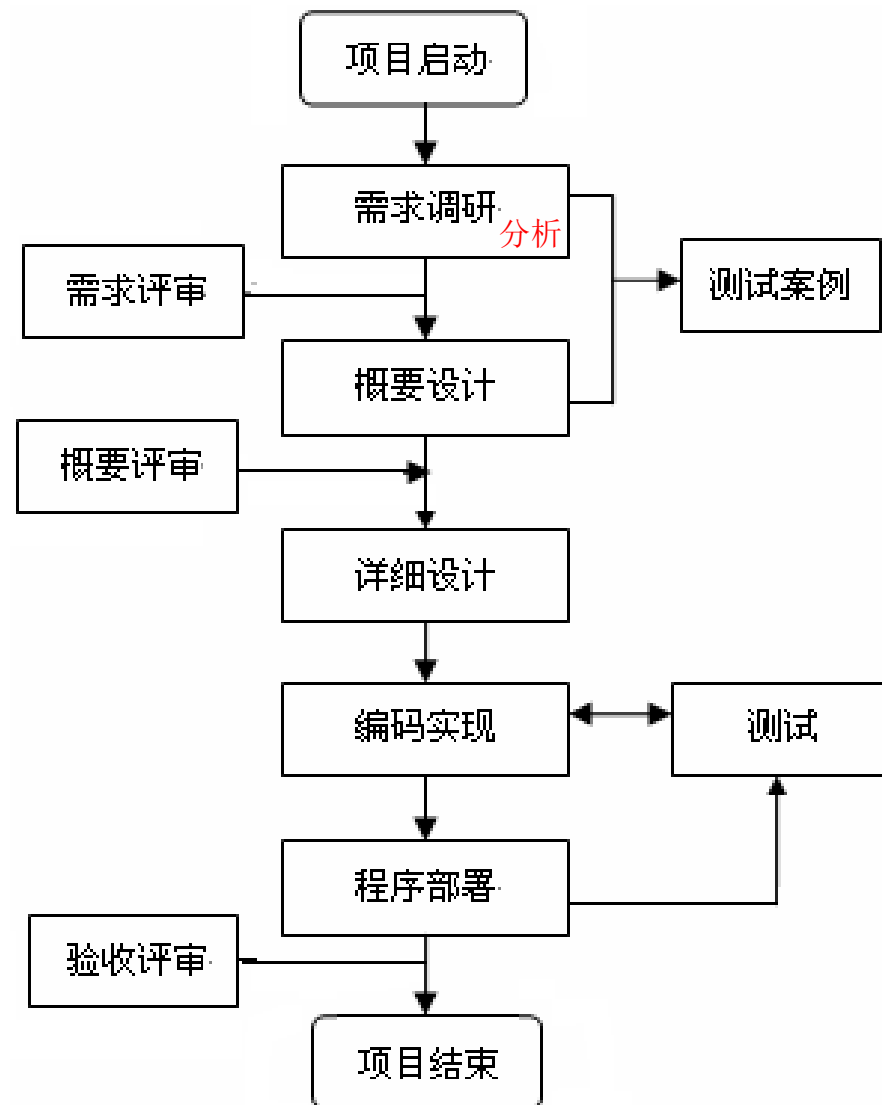 项目启动
需求调研
分析
需求评审
测试案例
概要设计
概要评审
详细设计
编码实现
测试
程序部署
验收评审
项目结束